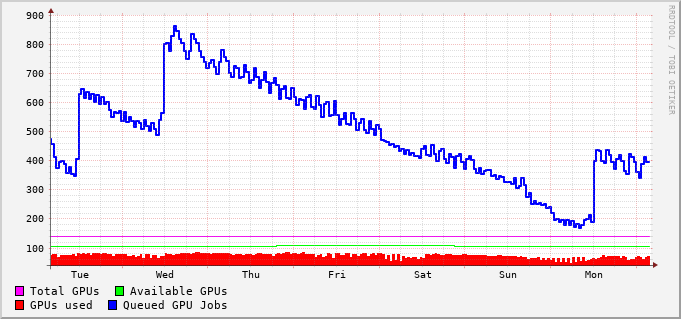 900
800
700
600
500
400
300
200
100
Tue Wed Thu Fri Sat Sun Mon
Total GPUs Available GPUs
GPUs used Queued GPU Jobs
RRDTOOL / TOBI OETIKER